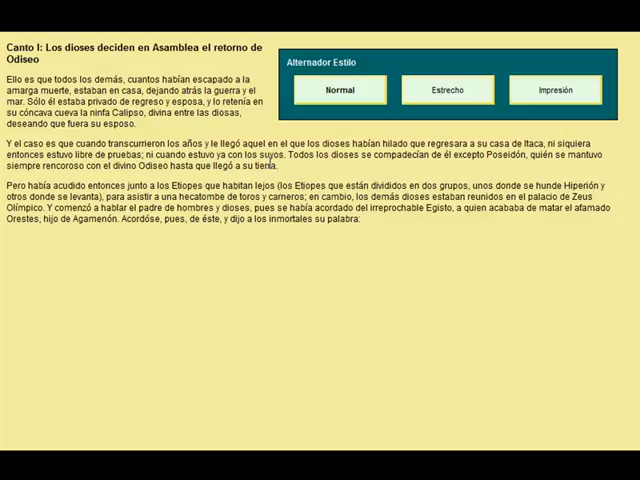 Canto I: Los dioses deciden en Asamblea el retorno de
Odiseo
Alternador Estilo
Normal
Estrecho
Impresión
Ello es que todos los demás, cuantos habían escapado a la
amarga muerte, estaban en casa, dejando atrás la guerra y el
mar. Sólo él estaba privado de regreso y esposa, y lo retenía en
su cóncava cueva la ninfa Calipso, divina entre las diosas,
deseando que fuera su esposo.
Y el caso es que cuando transcurrieron los años y le llegó aquel en el que los dioses habían hilado que regresara a su casa de Itaca, ni siquiera
entonces estuvo libre de pruebas; ni cuando estuvo ya con los suyos. Todos los dioses se compadecían de él excepto Poseidón, quién se mantuvo
siempre rencoroso con el divino Odiseo hasta que llegó a su tierra.
Pero había acudido entonces junto a los Etiopes que habitan lejos (los Etiopes que están divididos en dos grupos, unos donde se hunde Hiperión y
otros donde se levanta), para asistir a una hecatombe de toros y carneros; en cambio, los demás dioses estaban reunidos en el palacio de Zeus
Olímpico. Y comenzó a hablar el padre de hombres y dioses, pues se había acordado del irreprochable Egisto, a quien acababa de matar el afamado
Orestes, hijo de Agamenón. Acordóse, pues, de éste, y dijo a los inmortales su palabra: